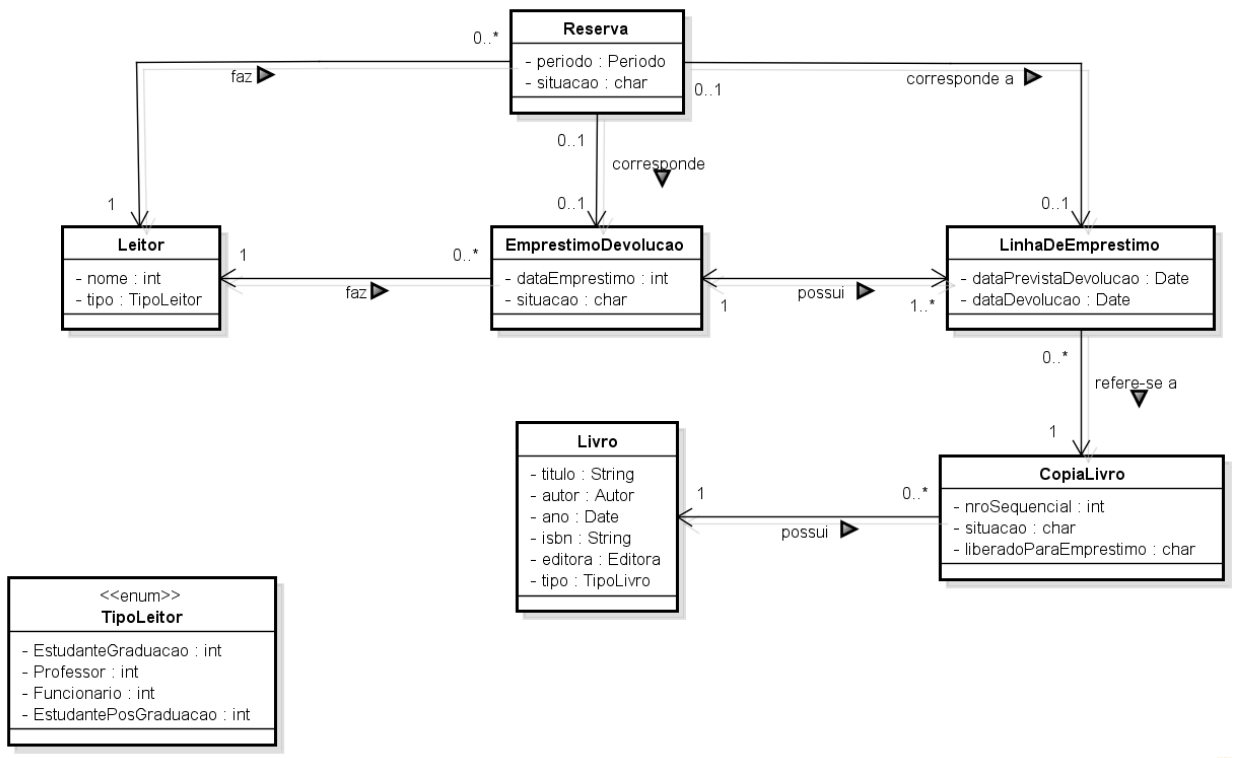 Reserva
- periodo : Periodo
- situacao : char
0..*
faz
0..1
corresponde a
0..1
corresponde
1
0..1
0..1
Leitor
- nome : int
- tipo : TipoLeitor
1
faz
0..*
EmprestimoDevolucao
- dataEmprestimo : int
- situacao : char
1
possui
1..*
LinhaDeEmprestimo
- dataPrevistaDevolucao : Date
- dataDevolucao : Date
0..*
refere-se a
1
Livro
- titulo : String
- autor : Autor
- ano : Date
- isbn : String
- editora : Editora
- tipo : TipoLivro
1
possui
0..*
CopiaLivro
- nroSequencial : int
- situacao : char
- liberadoParaEmprestimo : char
<<enum>>
TipoLeitor
- EstudanteGraduacao : int
- Professor : int
- Funcionario : int
- EstudantePosGraduacao : int